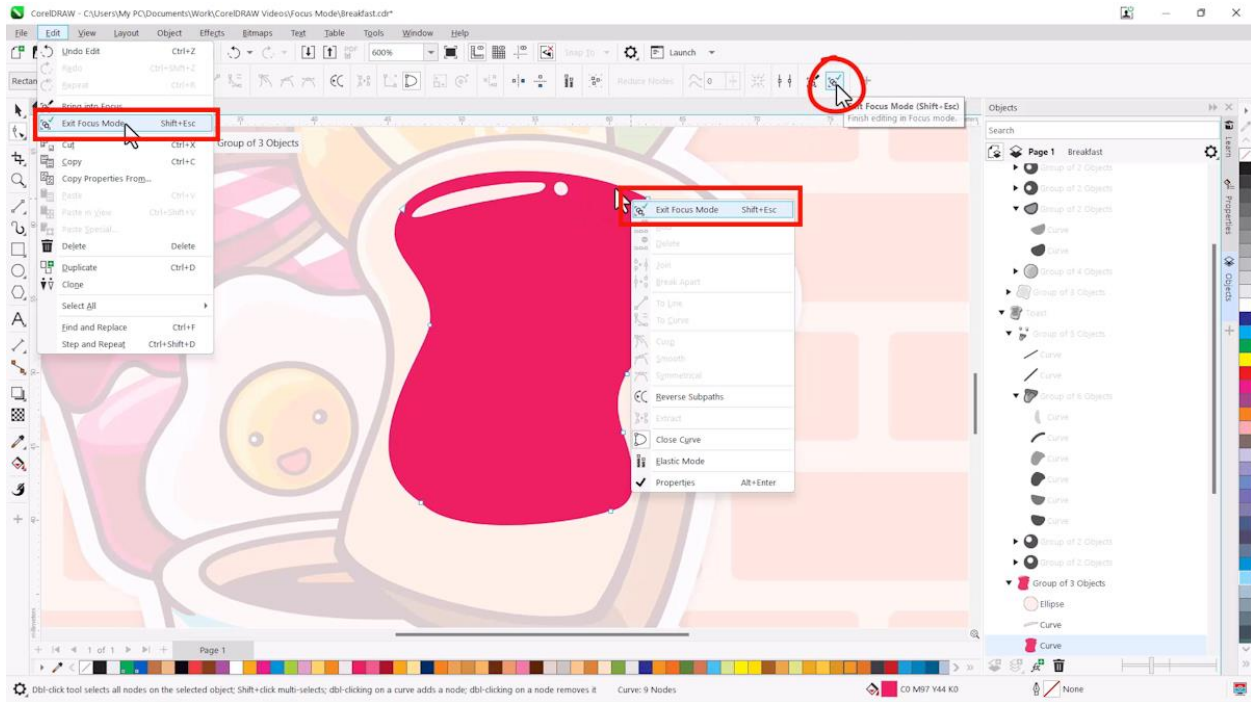 CorelDRAW - C:\Users\My PC\Documents\Work\CorelDRAW Videos\Focus Mode\Breakfast.cdr*
File Edit View Layout Object Effects Bitmaps Text Table Tools Window Help
600% PDF Snap To Launch
Reduce Nodes 0
Undo Edit Ctrl+Z
Redo Ctrl+Shift+Z
Repeat Ctrl+R
Bring into Focus
Exit Focus Mode Shift+Esc
Cut Ctrl+X
Copy Ctrl+C
Copy Properties From...
Paste Ctrl+V
Paste in View Ctrl+Shift+V
Paste Special...
Delete Delete
Duplicate Ctrl+D
Clone
Select All
Find and Replace Ctrl+F
Step and Repeat Ctrl+Shift+D
Group of 3 Objects
Exit Focus Mode (Shift+Esc)
Finish editing in Focus mode.
Exit Focus Mode Shift+Esc
Delete
Join
Break Apart
To Line
To Curve
Cusp
Smooth
Symmetrical
Reverse Subpaths
Extract
Close Curve
Elastic Mode
Properties Alt+Enter
Objects
Search
Page 1 Breakfast
Group of 2 Objects
Group of 2 Objects
Group of 2 Objects
Curve
Curve
Group of 4 Objects
Group of 3 Objects
Toast
Group of 5 Objects
Curve
Curve
Group of 6 Objects
Curve
Curve
Curve
Curve
Curve
Curve
Group of 2 Objects
Group of 2 Objects
Group of 3 Objects
Ellipse
Curve
Curve
Learn
Properties
Objects
millimeters
1 of 1 Page 1
Dbl-click tool selects all nodes on the selected object; Shift+click multi-selects; dbl-clicking on a curve adds a node; dbl-clicking on a node removes it Curve: 9 Nodes C0 M97 Y44 K0 None